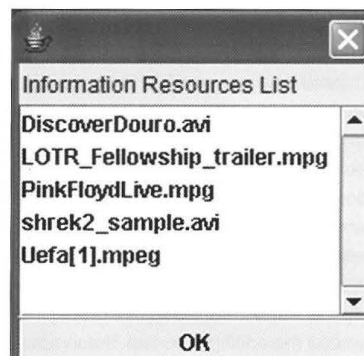 Information Resources List
DiscoverDouro.avi
LOTR_Fellowship_trailer.mpg
PinkFloydLive.mpg
shrek2_sample.avi
Uefa[1].mpeg
OK